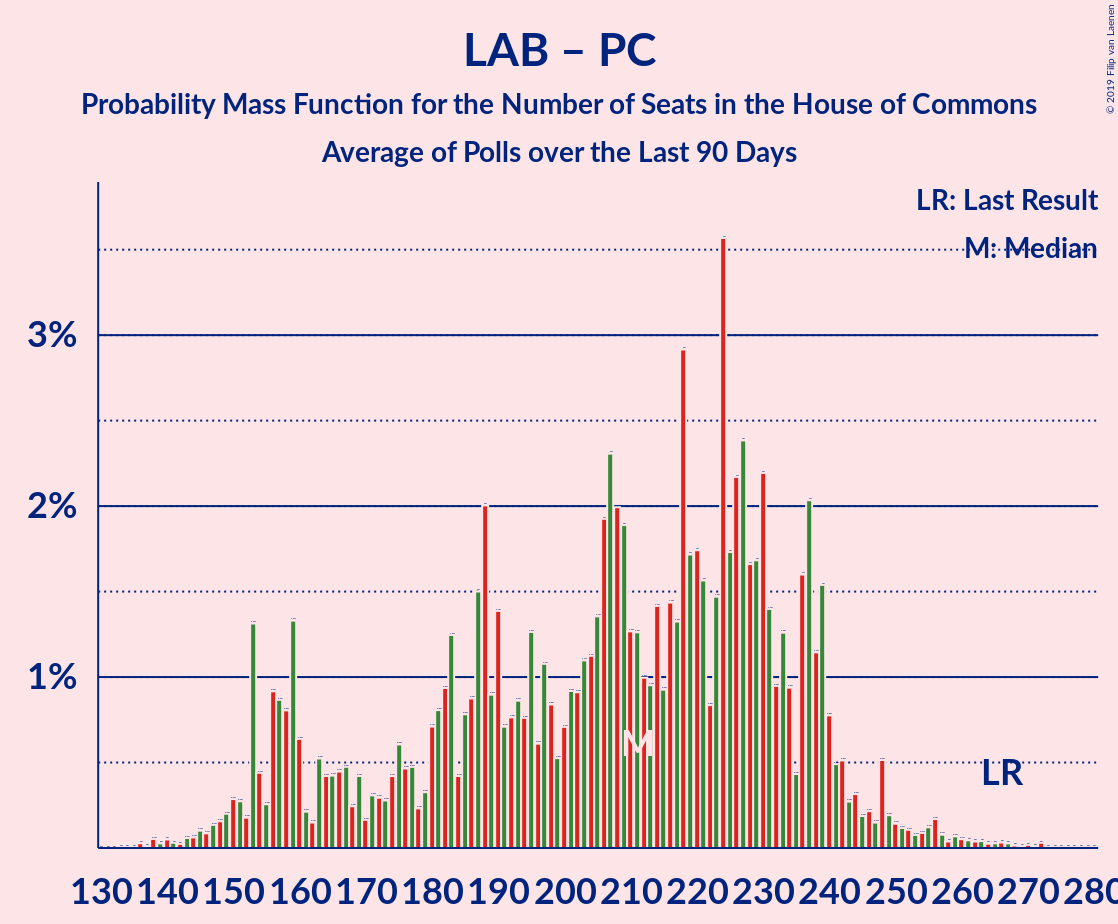 LAB – PC
Probability Mass Function for the Number of Seats in the House of Commons
Average of Polls over the Last 90 Days
© 2019 Filip van Laenen
LR: Last Result
M: Median
3%
2%
1%
M
LR
130 140 150 160 170 180 190 200 210 220 230 240 250 260 270 280